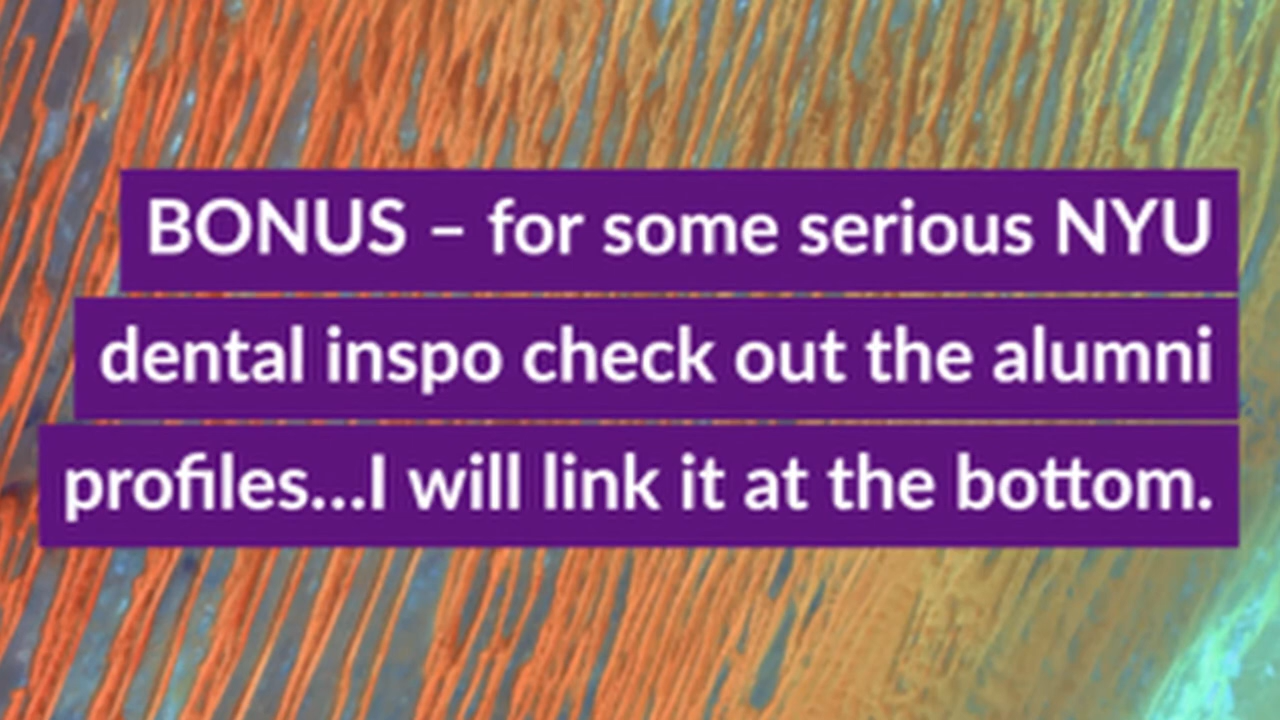 BONUS – for some serious NYU
dental inspo check out the alumni
profiles...I will link it at the bottom.